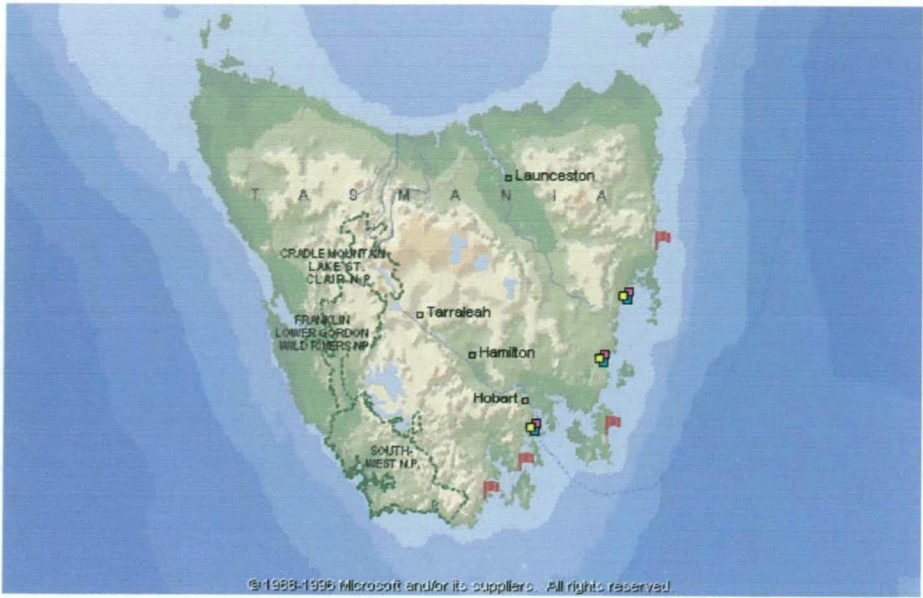 Launceston
T A S M A N I A
CRADLE MOUNTAIN
LAKE ST.
CLAIR N.P.
Tarraleah
FRANKLIN
LOWER GORDON
WILD RIVERS NP
Hamilton
Hobart
SOUTH-
WEST N.P.
© 1988-1996 Microsoft and/or its suppliers. All rights reserved.